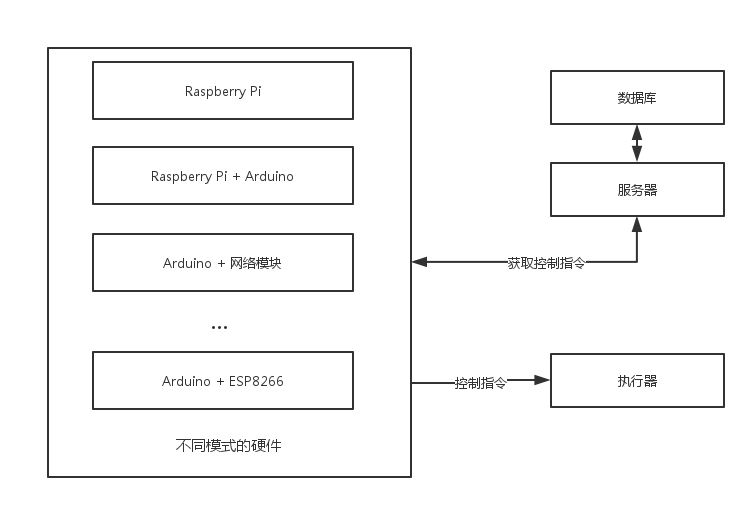 Raspberry Pi
Raspberry Pi + Arduino
Arduino + 网络模块
...
Arduino + ESP8266
不同模式的硬件
数据库
服务器
获取控制指令
控制指令
执行器